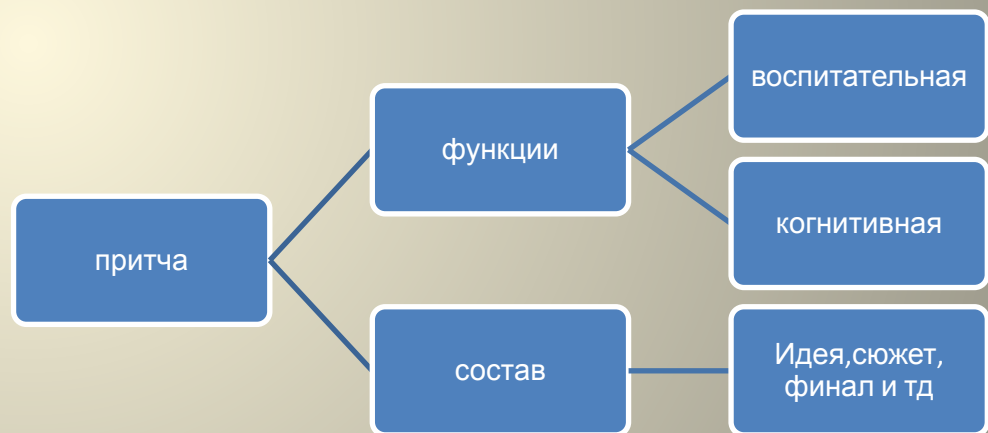 воспитательная
функции
когнитивная
притча
состав
Идея,сюжет,
финал и тд